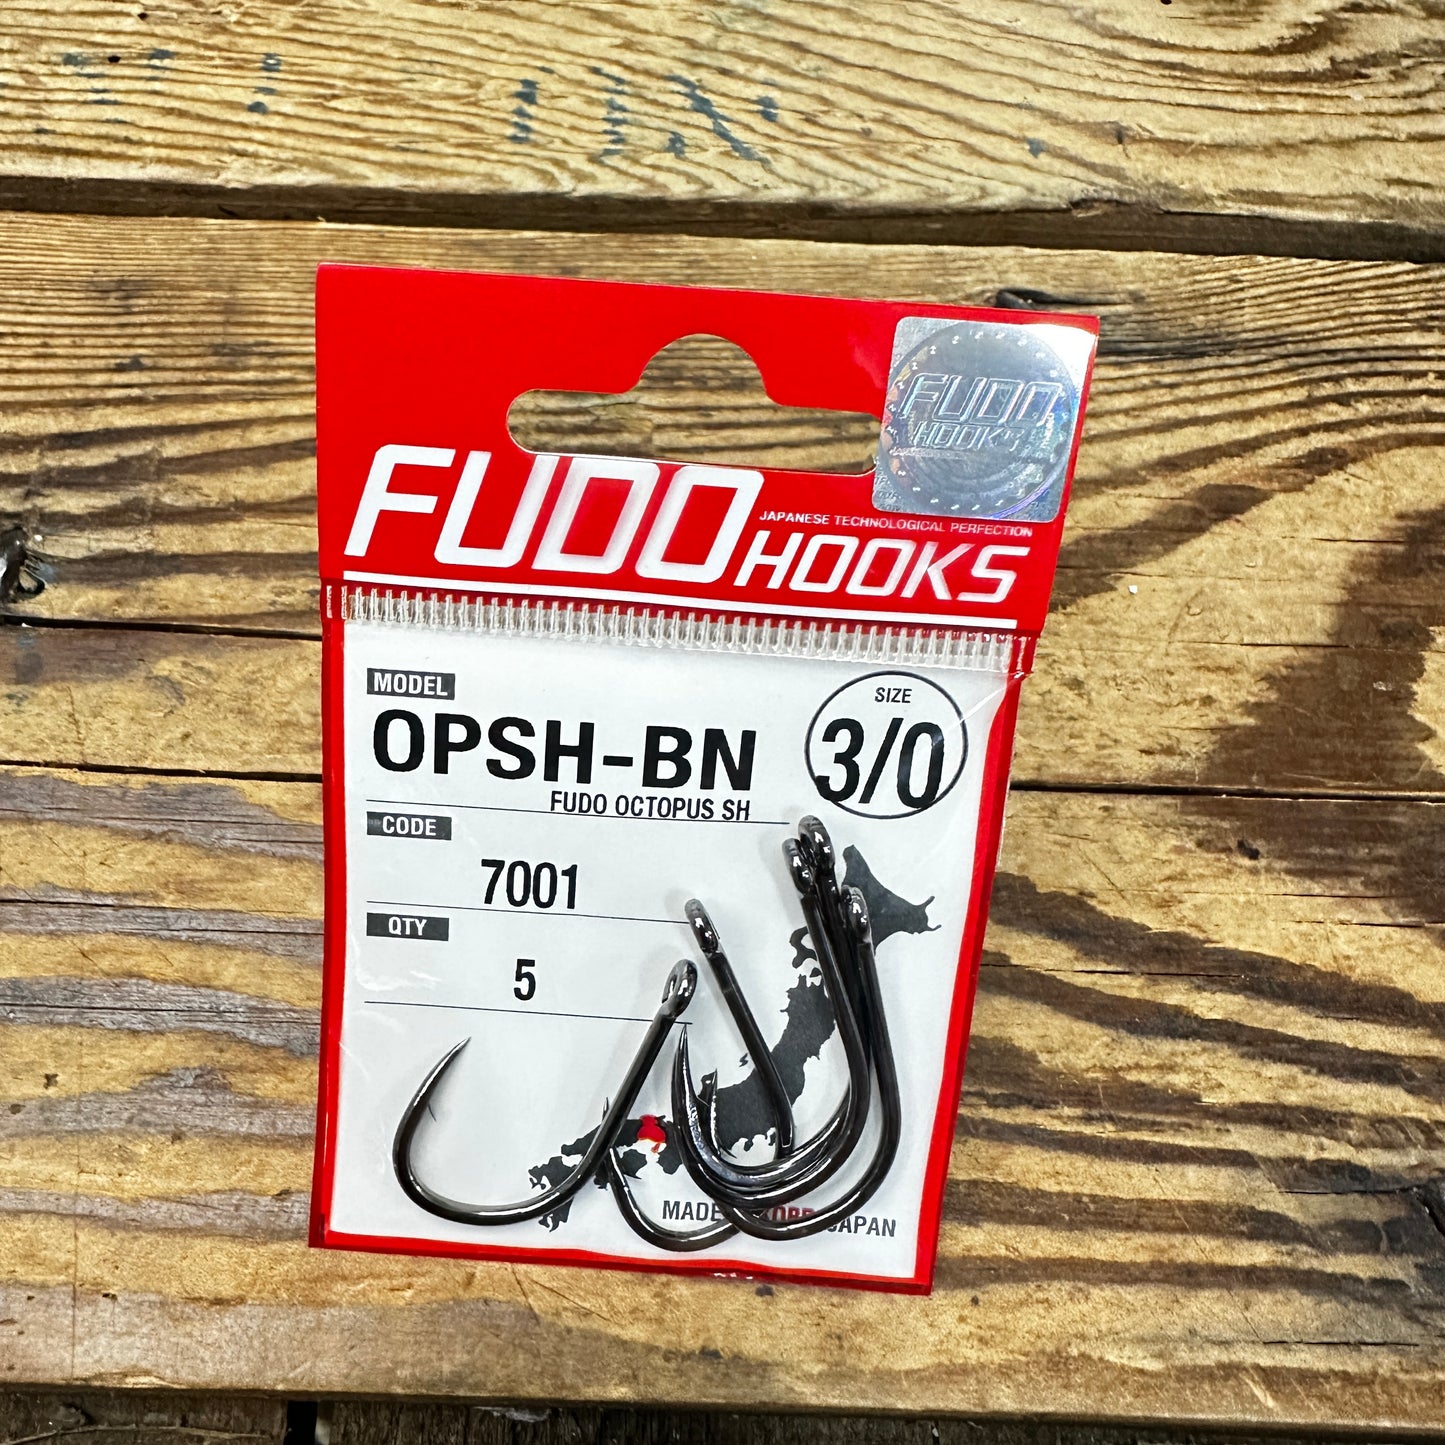 FUDO
HOOKS
FUDO
JAPANESE TECHNOLOGICAL PERFECTION
HOOKS
MODEL
OPSH-BN
FUDO OCTOPUS SH
SIZE
3/0
CODE
7001
QTY
5
MADE
JAPAN